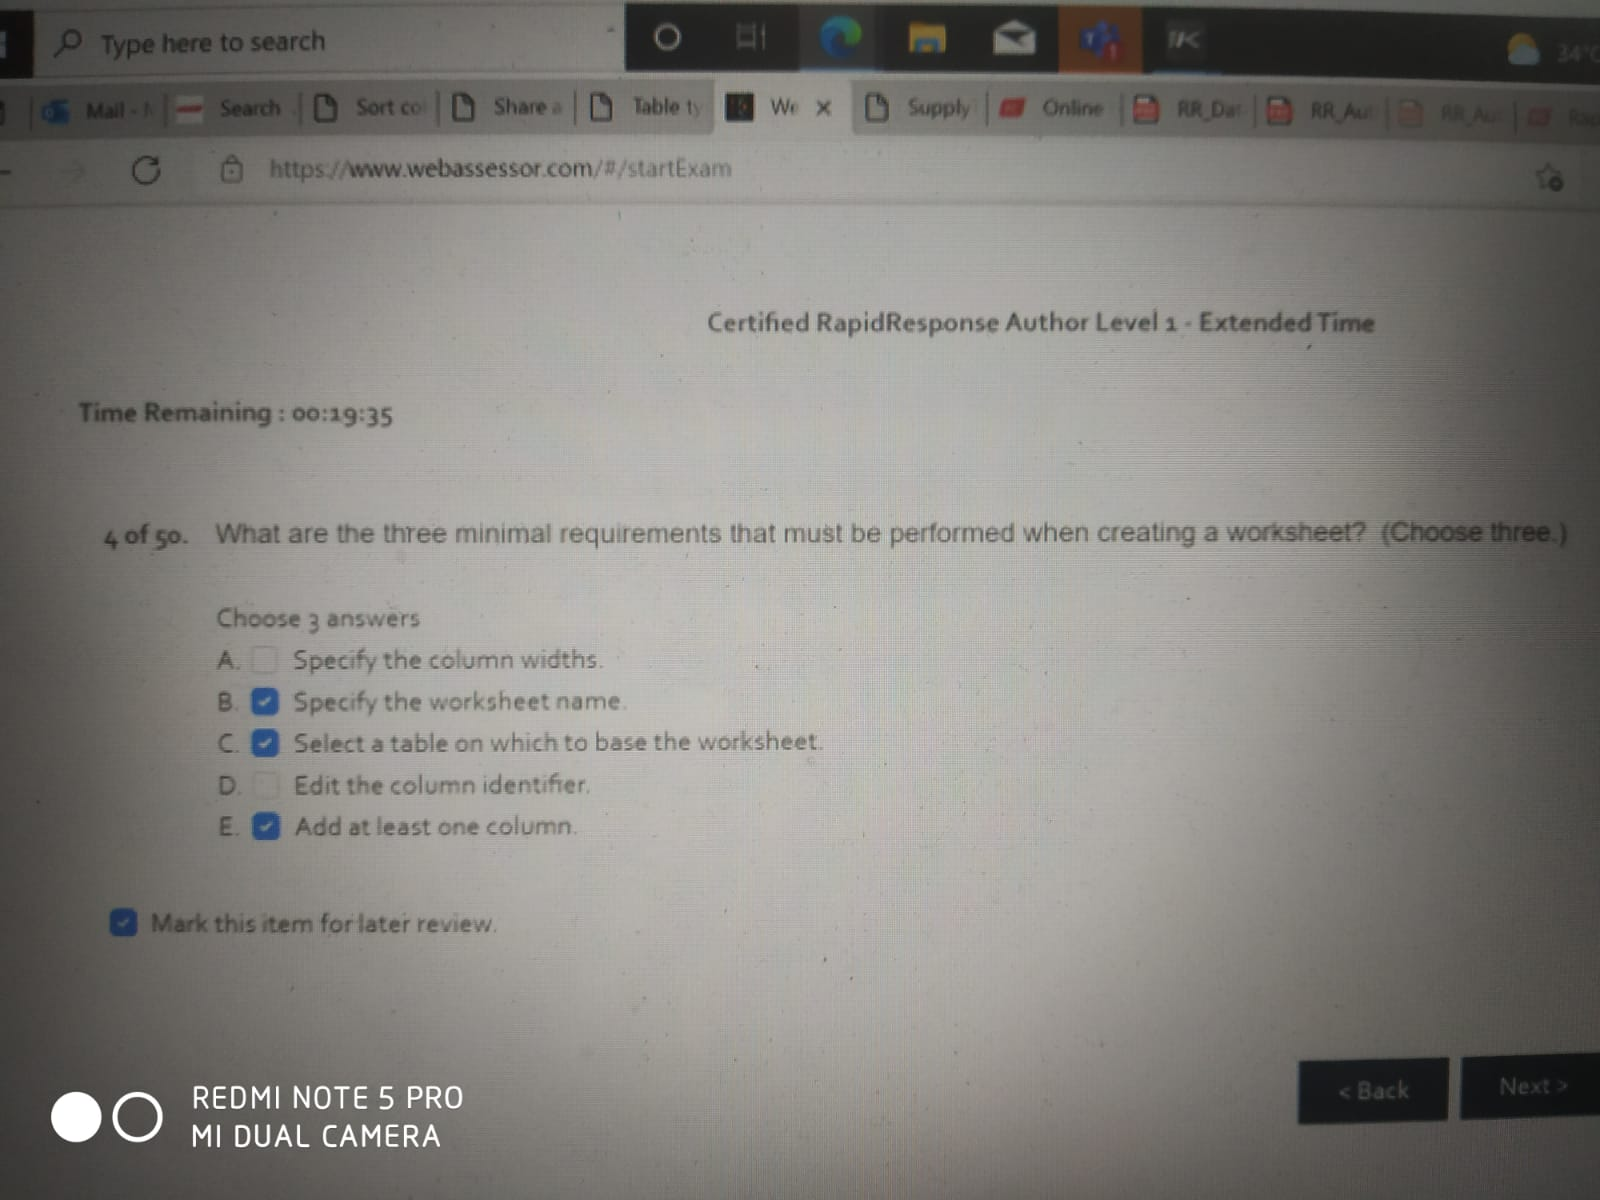 Type here to search
34°C
Mail - Search Sort co Share a Table ty We Supply Online RR_Dat RR_Aut RR_Au
https://www.webassessor.com/#/startExam
Certified RapidResponse Author Level 1 - Extended Time
Time Remaining : 00:19:35
4 of 50. What are the three minimal requirements that must be performed when creating a worksheet? (Choose three.)
Choose 3 answers
A. Specify the column widths.
B. Specify the worksheet name.
C. Select a table on which to base the worksheet.
D. Edit the column identifier.
E. Add at least one column.
Mark this item for later review.
< Back Next >
REDMI NOTE 5 PRO
MI DUAL CAMERA